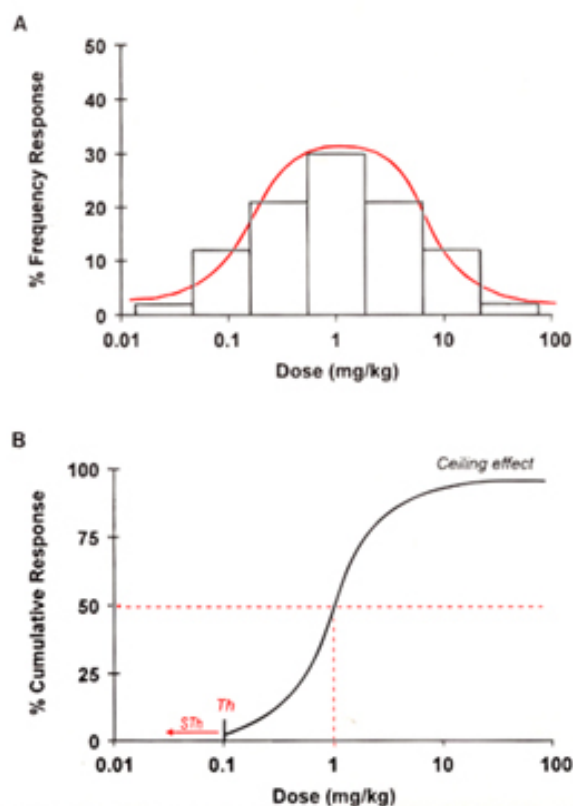 A
% Frequency Response
50
40
30
20
10
0
0.01 0.1 1 10 100
Dose (mg/kg)
B
% Cumulative Response
100
75
50
25
0
Ceiling effect
Th
STh
0.01 0.1 1 10 100
Dose (mg/kg)